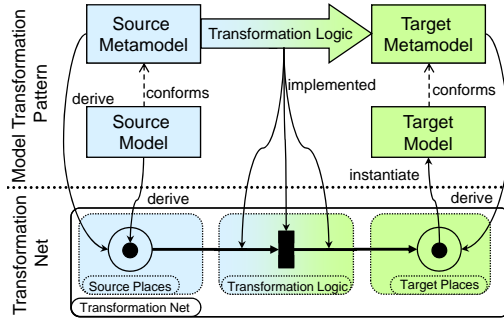 Model Transformation
Pattern
Source
Metamodel
Transformation Logic
Target
Metamodel
derive
conforms
implemented
conforms
Source
Model
Target
Model
instantiate
derive
derive
Transformation
Net
Source Places
Transformation Logic
Target Places
Transformation Net